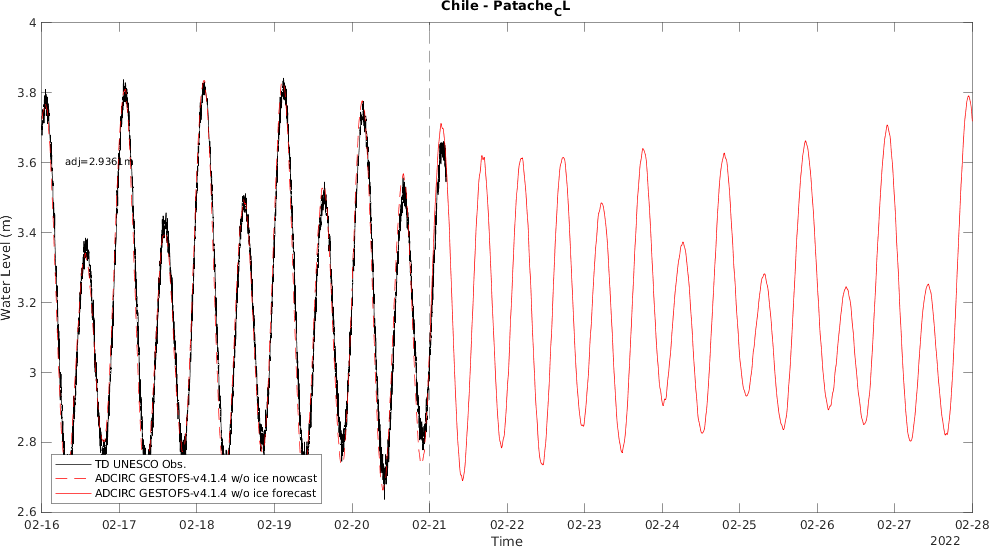 Chile - Patache_CL
4
3.8
3.6
3.4
3.2
3
2.8
2.6
Water Level (m)
adj=2.9361m
TD UNESCO Obs.
ADCIRC GESTOFS-v4.1.4 w/o ice nowcast
ADCIRC GESTOFS-v4.1.4 w/o ice forecast
02-16 02-17 02-18 02-19 02-20 02-21 02-22 02-23 02-24 02-25 02-26 02-27 02-28
Time
2022